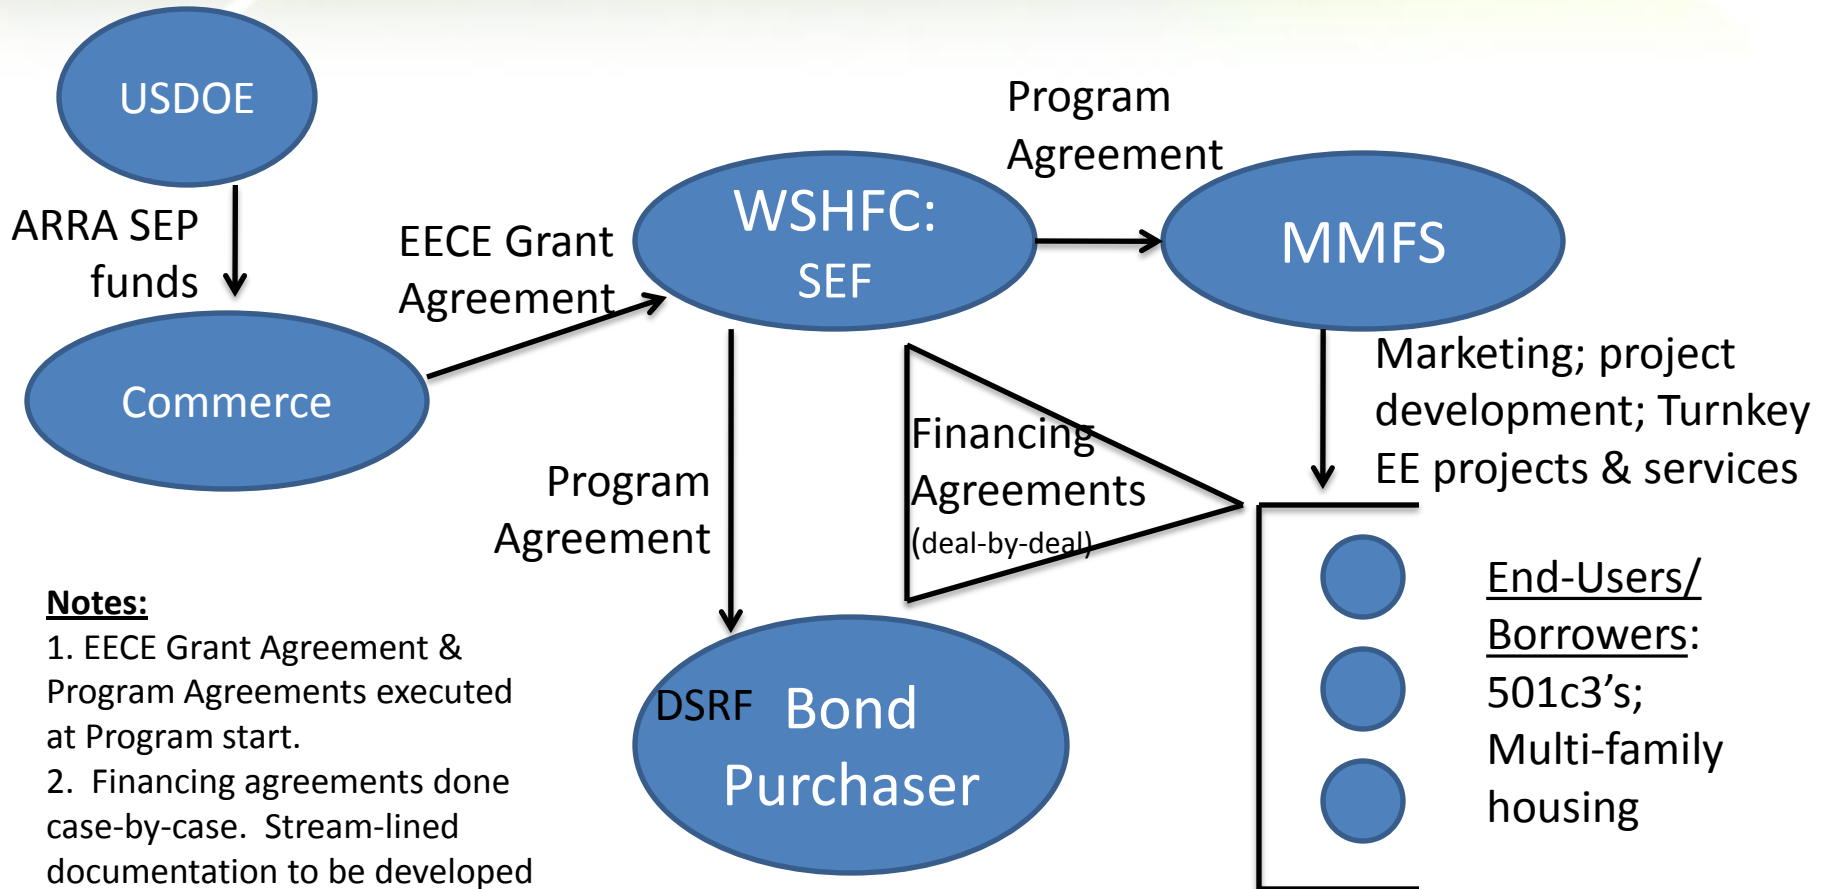 USDOE
ARRA SEP
funds
Commerce
EECE Grant
Agreement
WSHFC:
SEF
Program
Agreement
MMFS
Marketing; project
development; Turnkey
EE projects & services
Financing
Agreements
(deal-by-deal)
Program
Agreement
DSRF
Bond
Purchaser
End-Users/
Borrowers:
501c3’s;
Multi-family
housing
Notes:
1. EECE Grant Agreement &
Program Agreements executed
at Program start.
2.  Financing agreements done
case-by-case.  Stream-lined
documentation to be developed